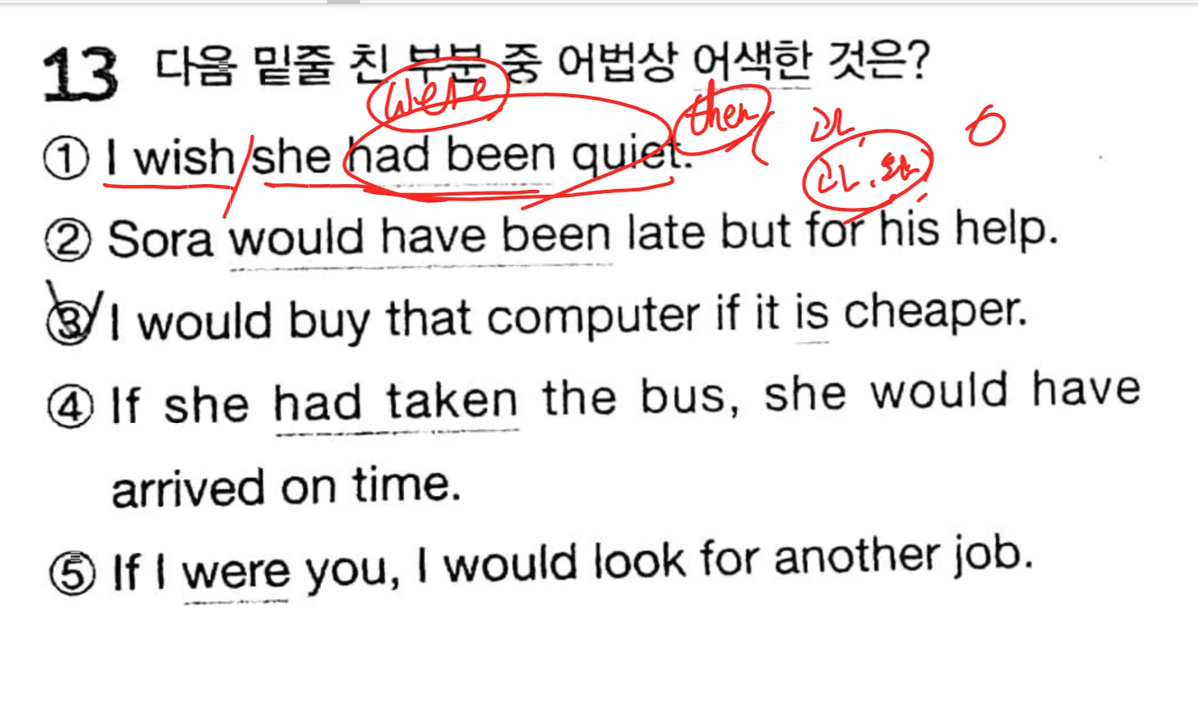 13 다음 밑줄 친 부분 중 어법상 어색한 것은?
were
then
① I wish she had been quiet.
② Sora would have been late but for his help.
③ I would buy that computer if it is cheaper.
④ If she had taken the bus, she would have
arrived on time.
⑤ If I were you, I would look for another job.